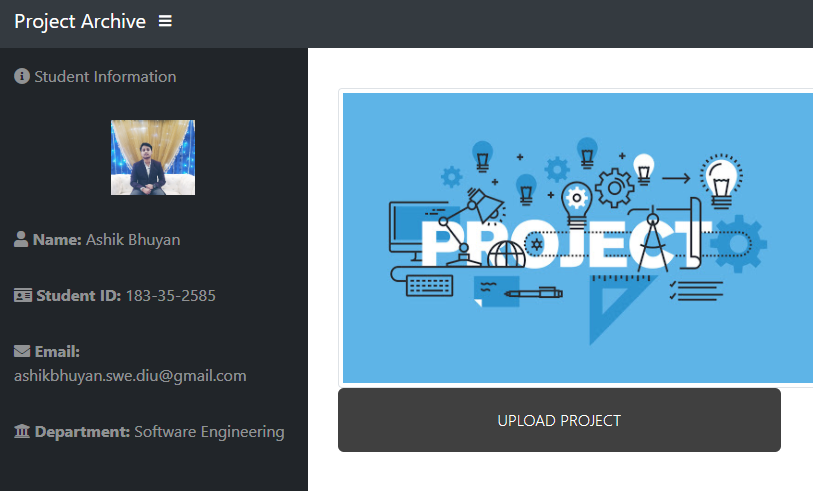 Project Archive
Student Information
Name: Ashik Bhuyan
Student ID: 183-35-2585
Email:
ashikbhuyan.swe.diu@gmail.com
Department: Software Engineering
PROJECT
UPLOAD PROJECT